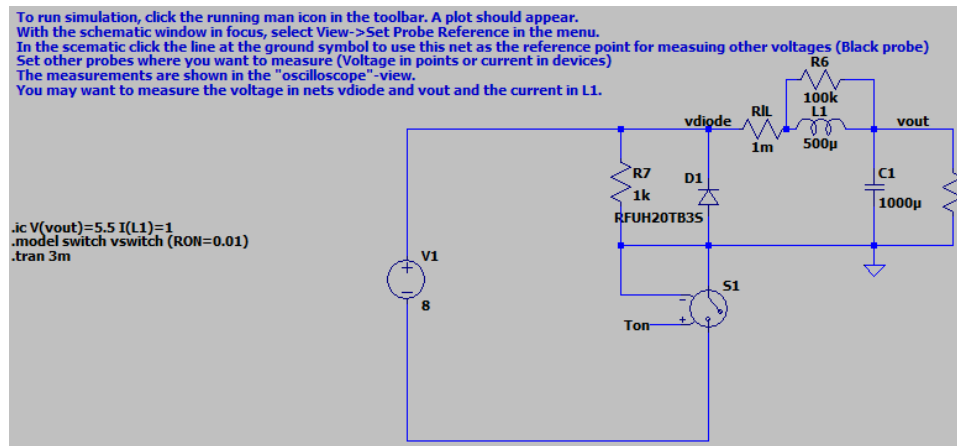 To run simulation, click the running man icon in the toolbar. A plot should appear.
With the schematic window in focus, select View->Set Probe Reference in the menu.
In the scematic click the line at the ground symbol to use this net as the reference point for measuing other voltages (Black probe)
Set other probes where you want to measure (Voltage in points or current in devices)
The measurements are shown in the "oscilloscope"-view.
You may want to measure the voltage in nets vdiode and vout and the current in L1.
R6
100k
vdiode
RlL
1m
L1
500µ
vout
R7
1k
D1
RFUH20TB3S
C1
1000µ
.ic V(vout)=5.5 I(L1)=1
.model switch vswitch (RON=0.01)
.tran 3m
V1
+
−
8
S1
−
+
Ton